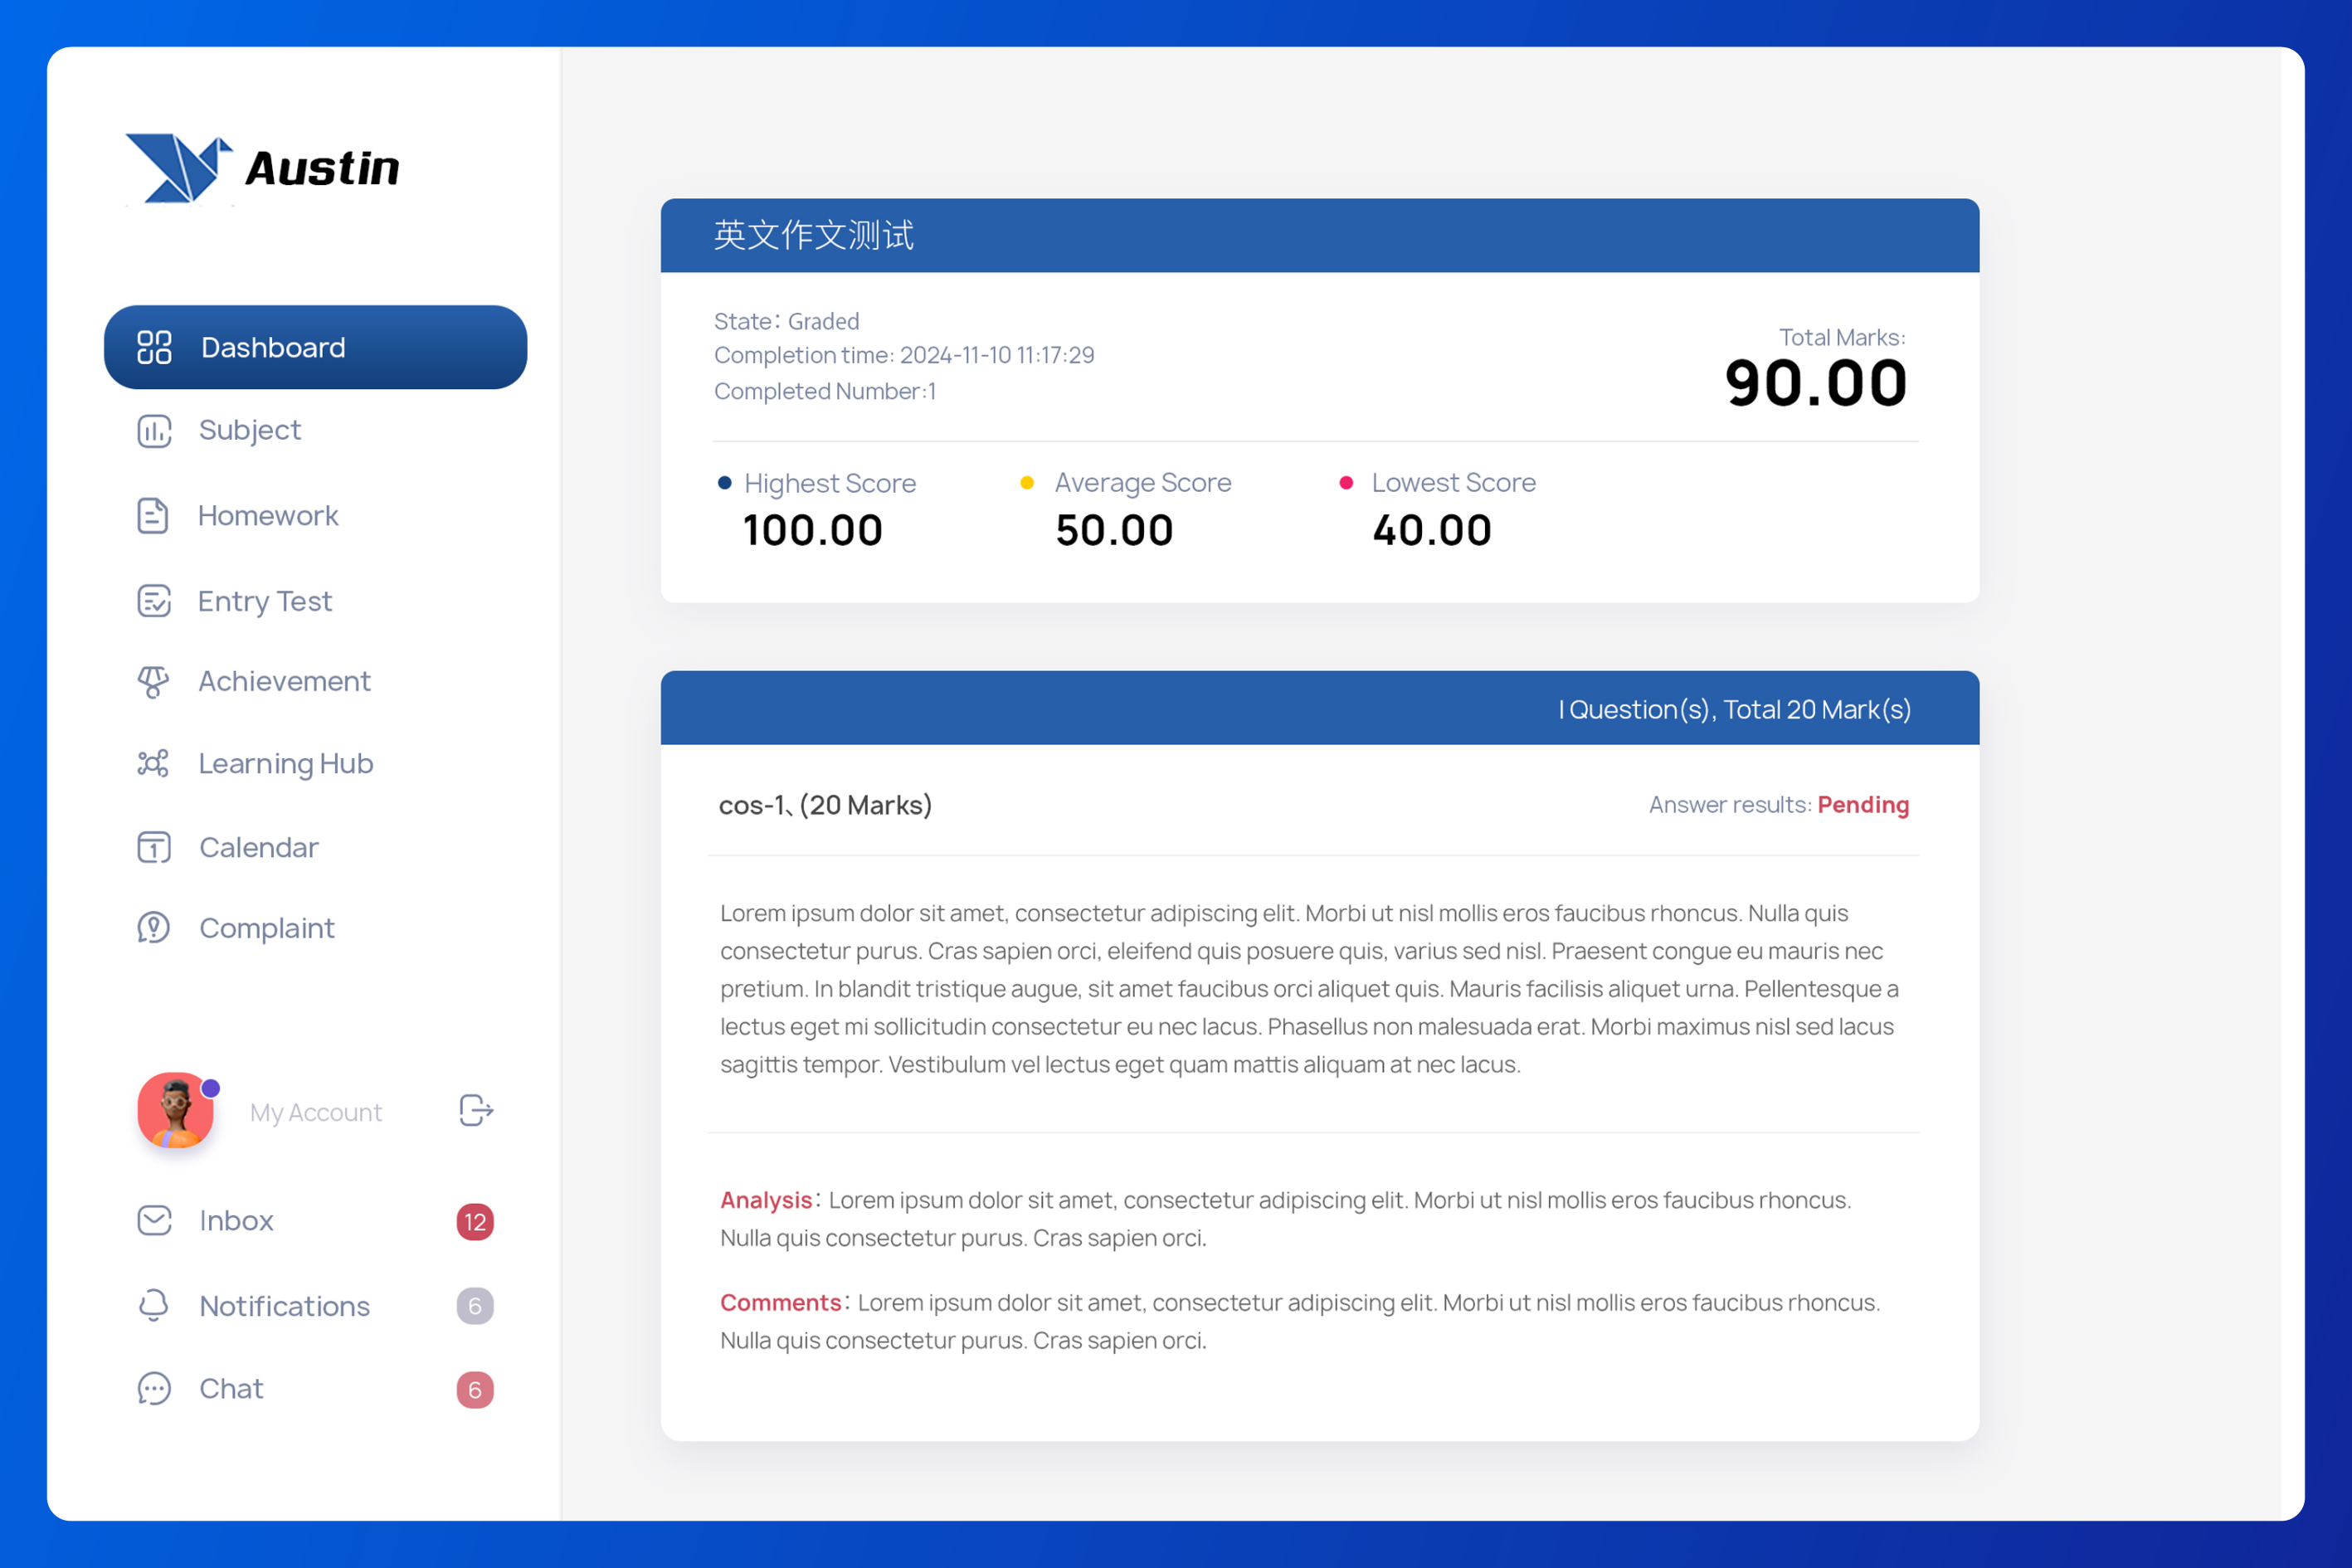 Austin
Dashboard
Subject
Homework
Entry Test
Achievement
Learning Hub
1
Calendar
Complaint
My Account
Inbox
12
Notifications
6
Chat
6
英文作文测试
State: Graded
Completion time: 2024-11-10 11:17:29
Completed Number:1
Total Marks:
90.00
Highest Score
100.00
Average Score
50.00
Lowest Score
40.00
I Question(s), Total 20 Mark(s)
cos-1、(20 Marks)
Answer results: Pending
Lorem ipsum dolor sit amet, consectetur adipiscing elit. Morbi ut nisl mollis eros faucibus rhoncus. Nulla quis
consectetur purus. Cras sapien orci, eleifend quis posuere quis, varius sed nisl. Praesent congue eu mauris nec
pretium. In blandit tristique augue, sit amet faucibus orci aliquet quis. Mauris facilisis aliquet urna. Pellentesque a
lectus eget mi sollicitudin consectetur eu nec lacus. Phasellus non malesuada erat. Morbi maximus nisl sed lacus
sagittis tempor. Vestibulum vel lectus eget quam mattis aliquam at nec lacus.
Analysis: Lorem ipsum dolor sit amet, consectetur adipiscing elit. Morbi ut nisl mollis eros faucibus rhoncus.
Nulla quis consectetur purus. Cras sapien orci.
Comments: Lorem ipsum dolor sit amet, consectetur adipiscing elit. Morbi ut nisl mollis eros faucibus rhoncus.
Nulla quis consectetur purus. Cras sapien orci.